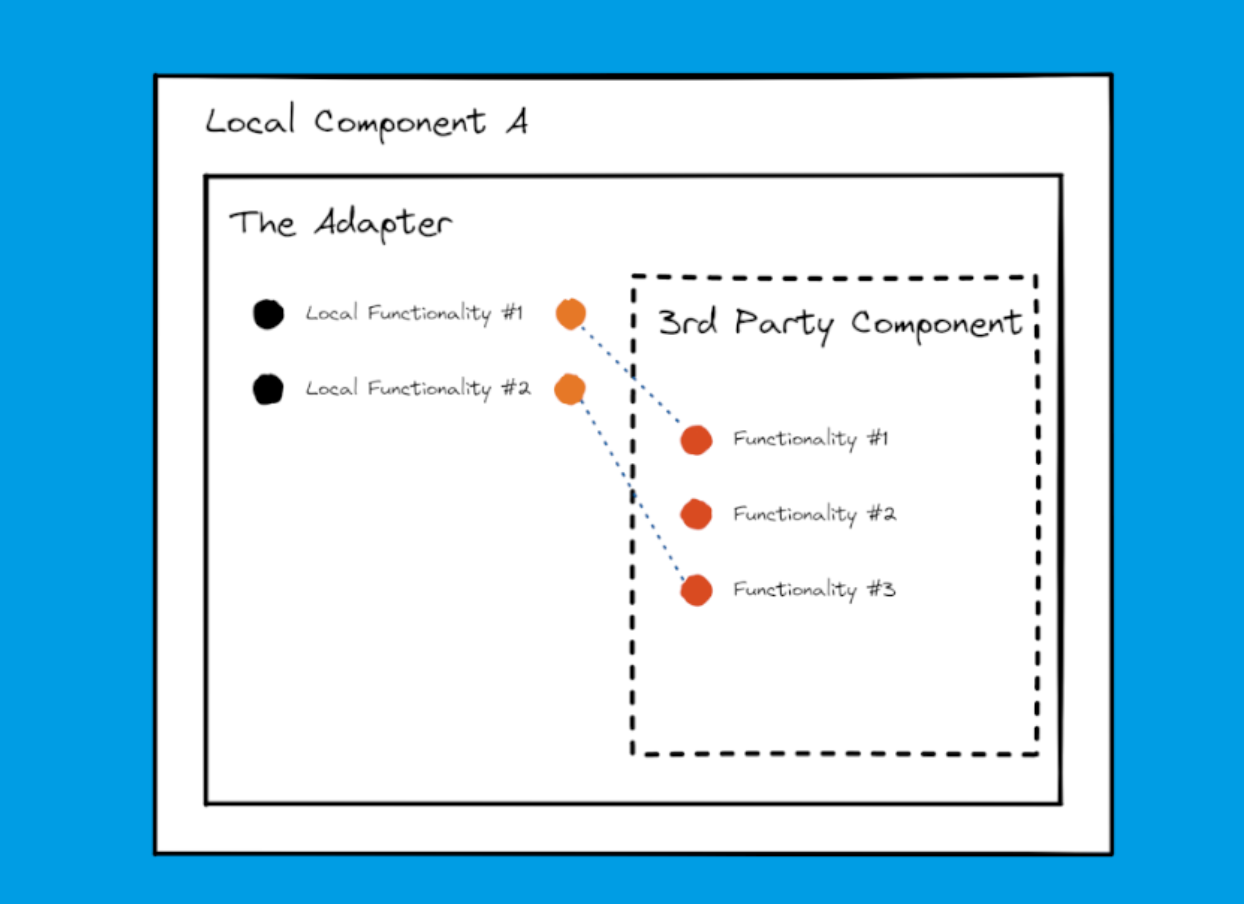 Local Component A
The Adapter
Local Functionality #1
Local Functionality #2
3rd Party Component
Functionality #1
Functionality #2
Functionality #3